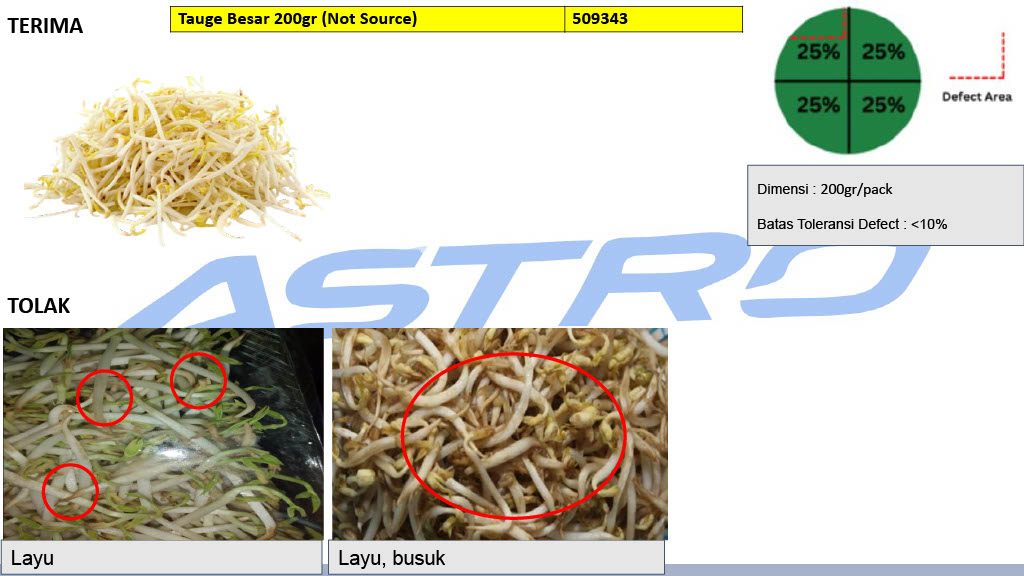 TERIMA
Tauge Besar 200gr (Not Source) 509343
25% 25%
25% 25%
Defect Area
Dimensi : 200gr/pack
Batas Toleransi Defect : <10%
ASTRO
TOLAK
Layu
Layu, busuk